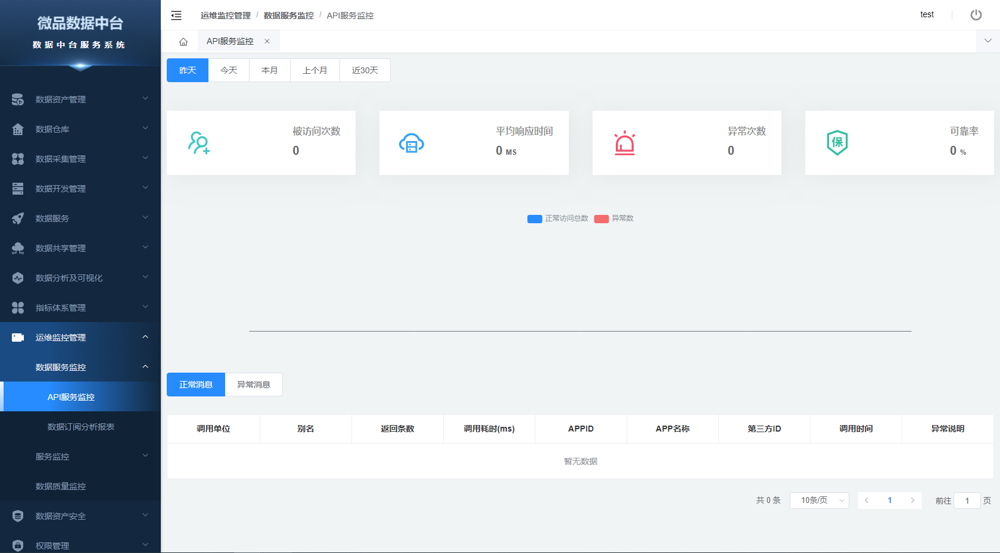 微品数据中台
数据中台服务系统
数据资产管理
数据仓库
数据采集管理
数据开发管理
数据服务
数据共享管理
数据分析及可视化
指标体系管理
运维监控管理
数据服务监控
API服务监控
数据订阅分析报表
服务监控
数据质量监控
数据资产安全
权限管理
运维监控管理 / 数据服务监控 / API服务监控
test
API服务监控
昨天 今天 本月 上个月 近30天
被访问次数
0
平均响应时间
0 MS
异常次数
0
保
可靠率
0 %
正常访问总数 异常数
正常消息 异常消息
调用单位 别名 返回条数 调用耗时(ms) APPID APP名称 第三方ID 调用时间 异常说明
暂无数据
共 0 条 10条/页 1 前往 1 页